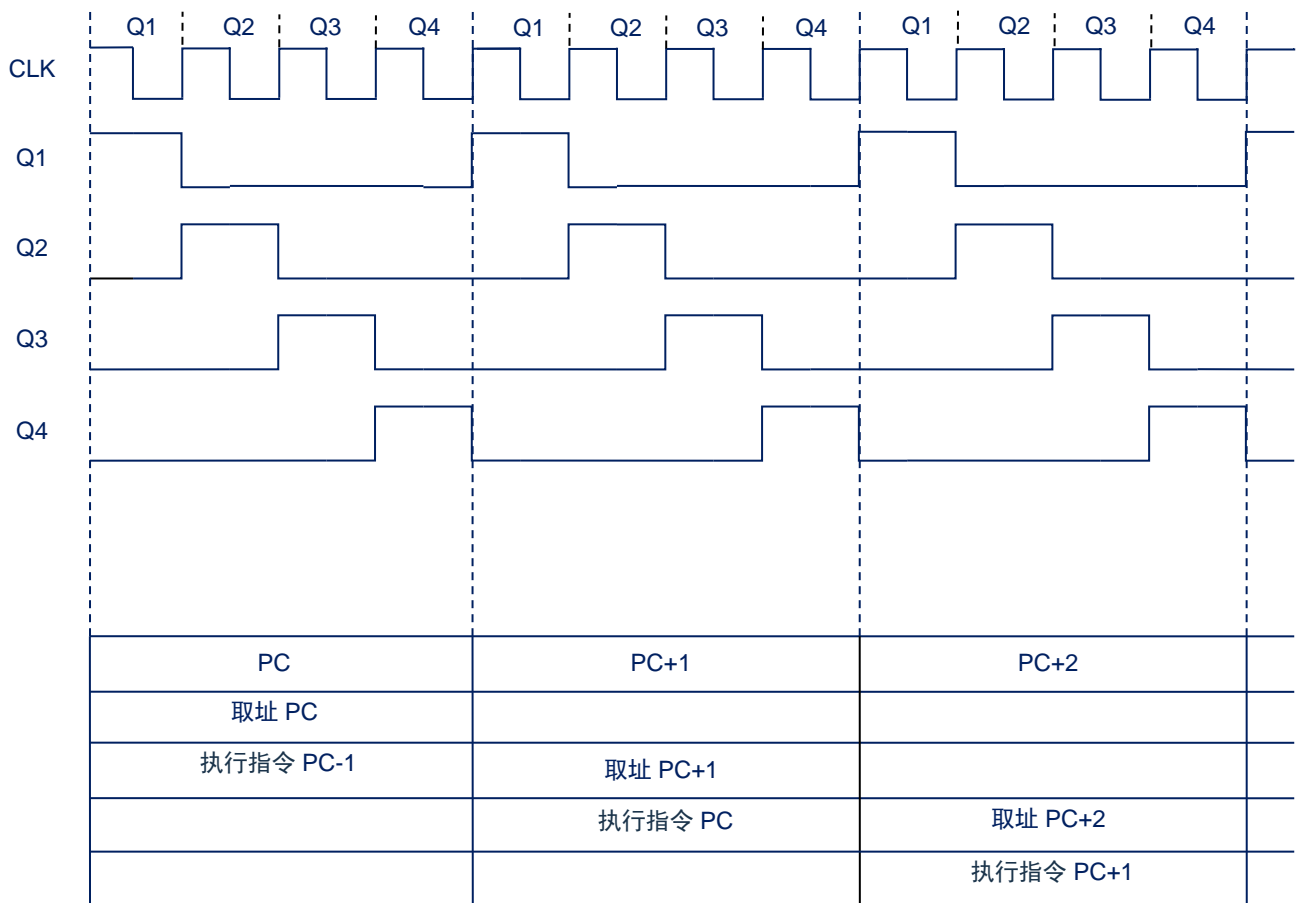 Q1 Q2 Q3 Q4 Q1 Q2 Q3 Q4 Q1 Q2 Q3 Q4
CLK
Q1
Q2
Q3
Q4
PC PC+1 PC+2
取址 PC
执行指令 PC-1 取址 PC+1
执行指令 PC 取址 PC+2
执行指令 PC+1